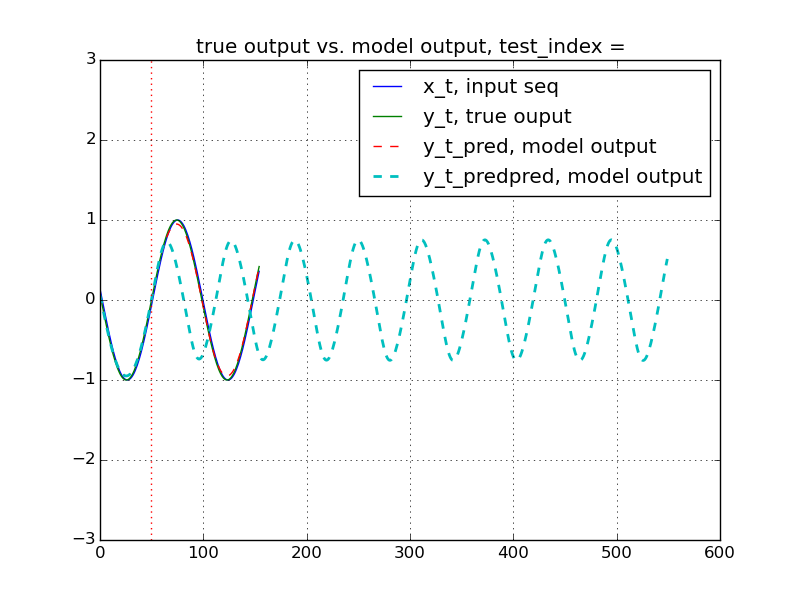 true output vs. model output, test_index =
x_t, input seq
y_t, true ouput
y_t_pred, model output
y_t_predpred, model output
3
2
1
0
−1
−2
−3
0 100 200 300 400 500 600